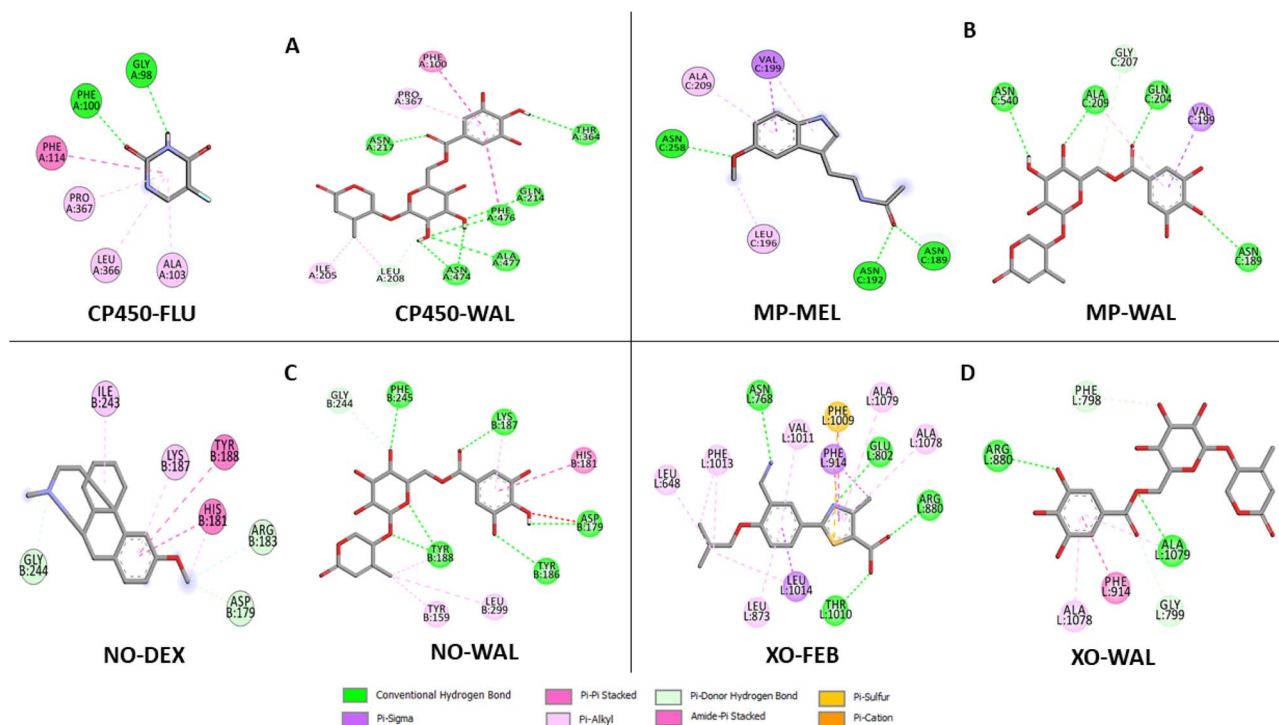 A
GLY
A:98
PHE
A:100
PHE
A:114
PRO
A:367
LEU
A:366
ALA
A:103
CP450-FLU
PHE
A:100
PRO
A:367
ASN
A:217
THR
A:364
GLN
A:214
PHE
A:476
ALA
A:477
ASN
A:474
LEU
A:208
ILE
A:205
CP450-WAL
B
VAL
C:199
ALA
C:209
ASN
C:258
LEU
C:196
ASN
C:192
ASN
C:189
MP-MEL
GLY
C:207
ASN
C:540
ALA
C:209
GLN
C:204
VAL
C:199
ASN
C:189
MP-WAL
C
ILE
B:243
LYS
B:187
TYR
B:188
HIS
B:181
ARG
B:183
GLY
B:244
ASP
B:179
NO-DEX
GLY
B:244
PHE
B:245
LYS
B:187
HIS
B:181
ASP
B:179
TYR
B:188
TYR
B:186
LEU
B:299
TYR
B:159
NO-WAL
D
ASN
L:768
PHE
L:1009
ALA
L:1079
VAL
L:1011
PHE
L:914
GLU
L:802
ALA
L:1078
PHE
L:1013
LEU
L:648
ARG
L:880
LEU
L:1014
LEU
L:873
THR
L:1010
XO-FEB
PHE
L:798
ARG
L:880
ALA
L:1079
PHE
L:914
ALA
L:1078
GLY
L:799
XO-WAL
Conventional Hydrogen Bond
Pi-Pi Stacked
Pi-Donor Hydrogen Bond
Pi-Sulfur
Pi-Sigma
Pi-Alkyl
Amide-Pi Stacked
Pi-Cation